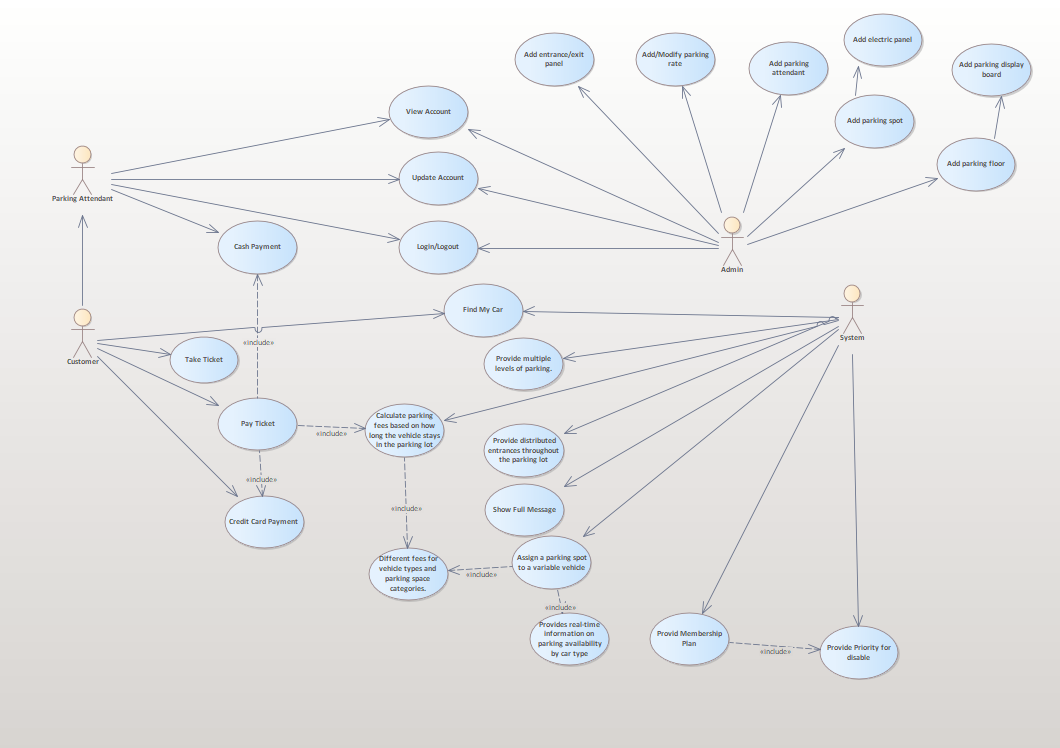 Add electric panel
Add entrance/exit
panel
Add/Modify parking
rate
Add parking
attendant
Add parking display
board
View Account
Add parking spot
Add parking floor
Update Account
Parking Attendant
Cash Payment
Login/Logout
Admin
Find My Car
«include»
System
Customer
Take Ticket
Provide multiple
levels of parking.
Pay Ticket
«include»
Calculate parking
fees based on how
long the vehicle stays
in the parking lot
Provide distributed
entrances throughout
the parking lot
«include»
Credit Card Payment
«include»
Show Full Message
Different fees for
vehicle types and
parking space
categories.
«include»
Assign a parking spot
to a variable vehicle
«include»
Provides real-time
information on
parking availability
by car type
Provid Membership
Plan
«include»
Provide Priority for
disable